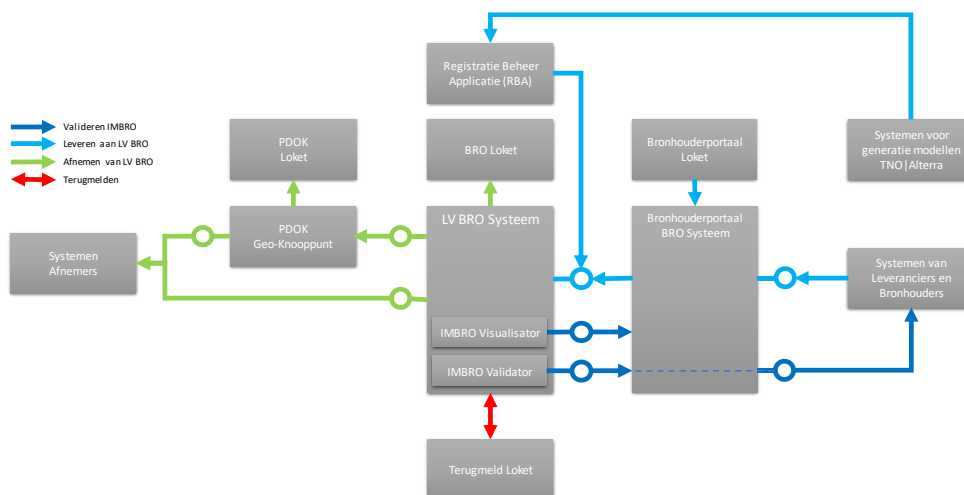 Registratie Beheer
Applicatie (RBA)
Valideren IMBRO
Leveren aan LV BRO
Afnemen van LV BRO
Terugmelden
PDOK
Loket
BRO Loket
Bronhouderportaal
Loket
Systemen voor
generatie modellen
TNO|Alterra
PDOK
Geo-Knooppunt
LV BRO Systeem
Bronhouderportaal
BRO Systeem
Systemen
Afnemers
Systemen van
Leveranciers en
Bronhouders
IMBRO Visualisator
IMBRO Validator
Terugmeld Loket